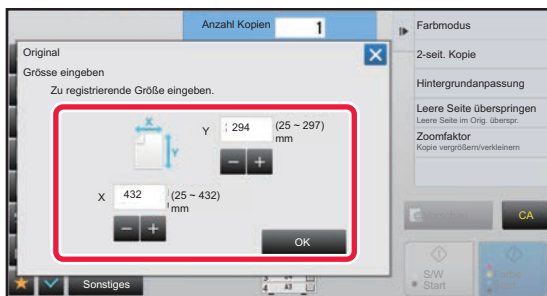 Anzahl Kopien 1
Original
Grösse eingeben
Zu registrierende Größe eingeben.
X
Y
Y 294 (25 ~ 297)
mm
X 432 (25 ~ 432)
mm
OK
Sonstiges
Farbmodus
2-seit. Kopie
Hintergrundanpassung
Leere Seite überspringen
Leere Seite im Orig. überspr.
Zoomfaktor
Kopie vergrößern/verkleinern
CA
S/W
Start
4 A3